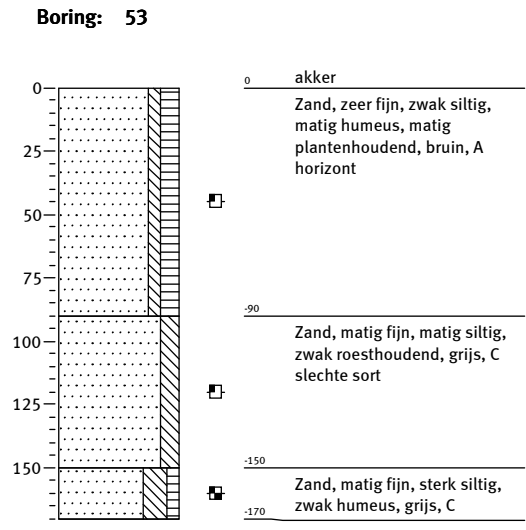 Boring: 53
0
25
50
75
100
125
150
0
akker
Zand, zeer fijn, zwak siltig,
matig humeus, matig
plantenhoudend, bruin, A
horizont
-90
Zand, matig fijn, matig siltig,
zwak roesthoudend, grijs, C
slechte sort
-150
Zand, matig fijn, sterk siltig,
zwak humeus, grijs, C
-170